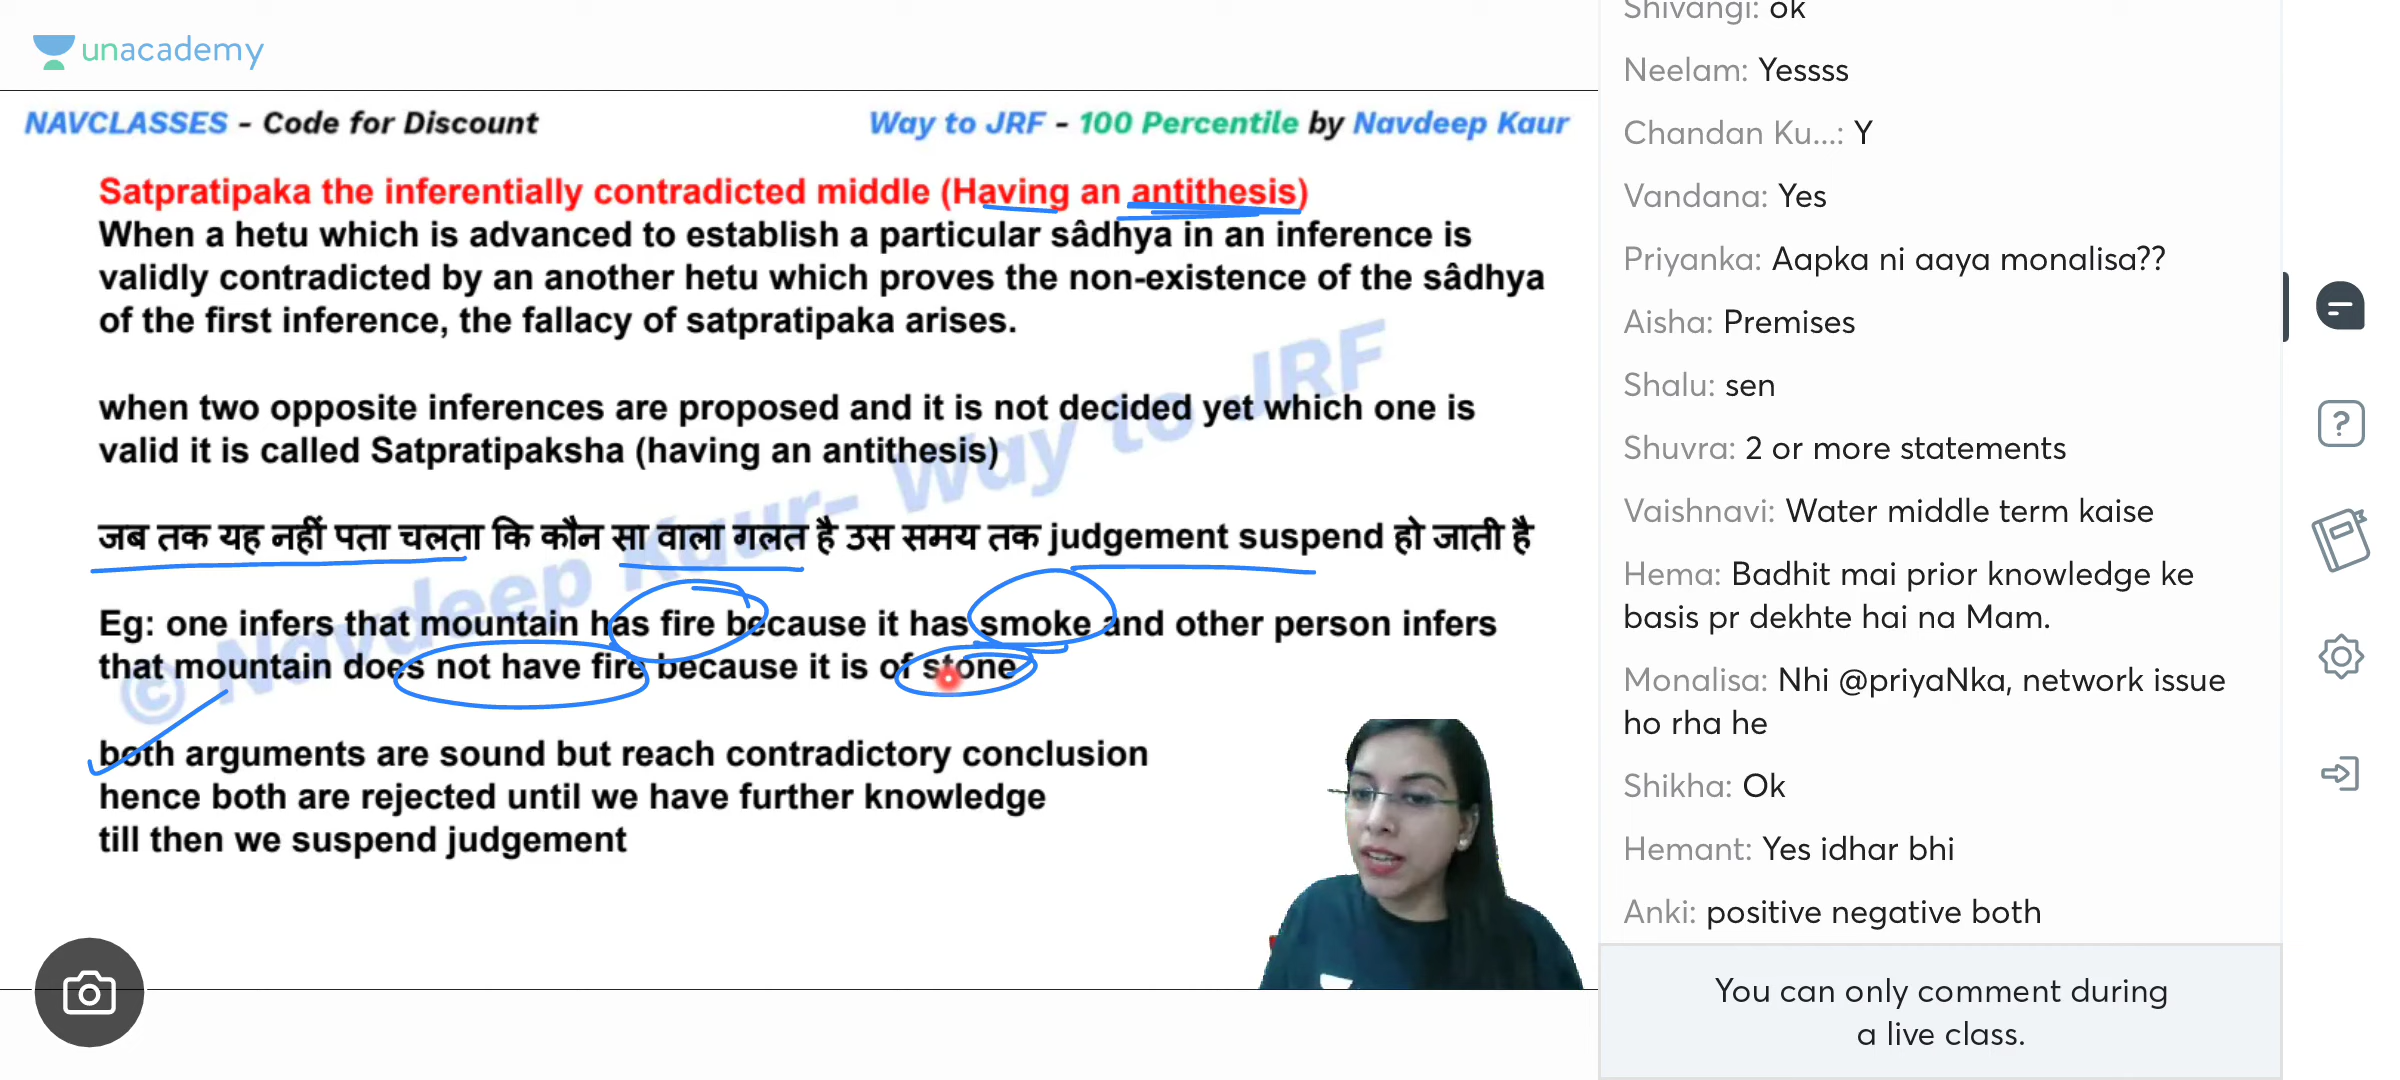 unacademy
NAVCLASSES - Code for Discount
Way to JRF - 100 Percentile by Navdeep Kaur
Satpratipaka the inferentially contradicted middle (Having an antithesis)
When a hetu which is advanced to establish a particular sâdhya in an inference is
validly contradicted by an another hetu which proves the non-existence of the sâdhya
of the first inference, the fallacy of satpratipaka arises.
when two opposite inferences are proposed and it is not decided yet which one is
valid it is called Satpratipaksha (having an antithesis)
जब तक यह नहीं पता चलता कि कौन सा वाला गलत है उस समय तक judgement suspend हो जाती है
Eg: one infers that mountain has fire because it has smoke and other person infers
that mountain does not have fire because it is of stone
both arguments are sound but reach contradictory conclusion
hence both are rejected until we have further knowledge
till then we suspend judgement
© Navdeep Kaur- Way to JRF
Shivangi: ok
Neelam: Yessss
Chandan Ku...: Y
Vandana: Yes
Priyanka: Aapka ni aaya monalisa??
Aisha: Premises
Shalu: sen
Shuvra: 2 or more statements
Vaishnavi: Water middle term kaise
Hema: Badhit mai prior knowledge ke
basis pr dekhte hai na Mam.
Monalisa: Nhi @priyaNka, network issue
ho rha he
Shikha: Ok
Hemant: Yes idhar bhi
Anki: positive negative both
You can only comment during
a live class.